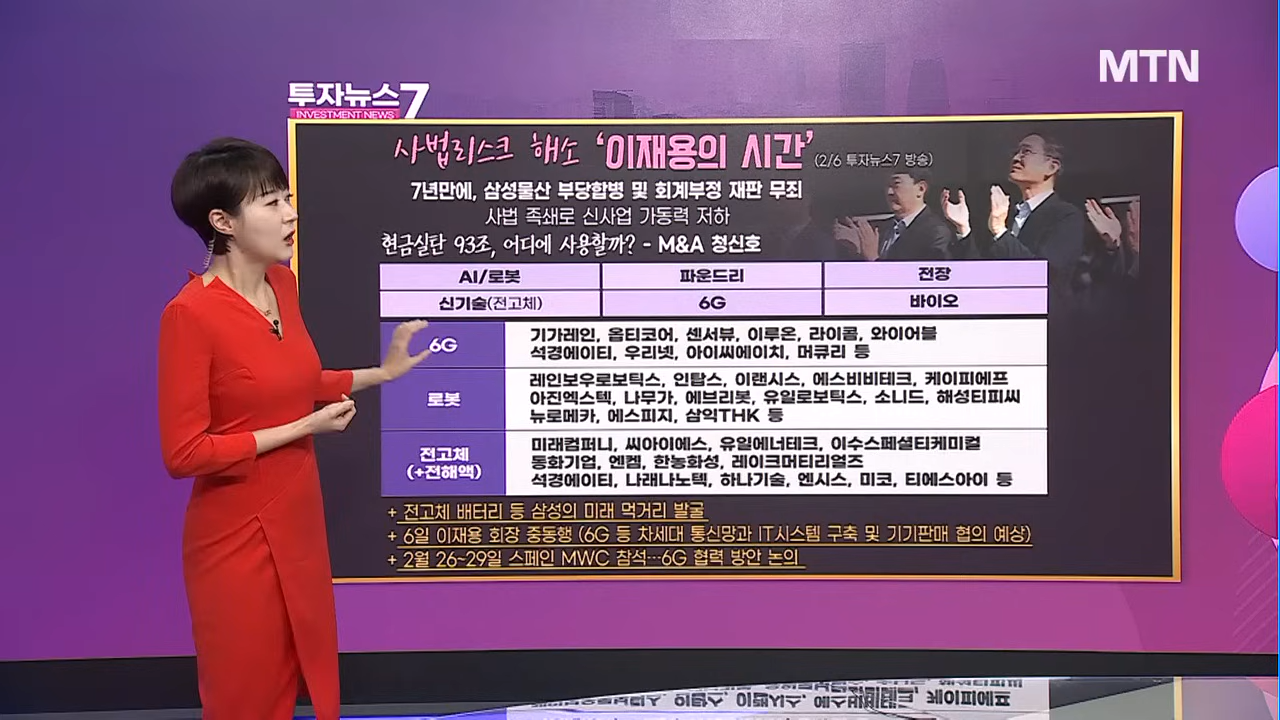 MTN
투자뉴스7
INVESTMENT NEWS
사법리스크 해소 '이재용의 시간' (2/6 투자뉴스7 방송)
7년만에, 삼성물산 부당합병 및 회계부정 재판 무죄
사법 족쇄로 신사업 가동력 저하
현금실탄 93조, 어디에 사용할까? - M&A 청신호
AI/로봇 파운드리 전장
신기술(전고체) 6G 바이오
6G
기가레인, 옵티코어, 센서뷰, 이루온, 라이콤, 와이어블
석경에이티, 우리넷, 아이씨에이치, 머큐리 등
로봇
레인보우로보틱스, 인탑스, 이랜시스, 에스비비테크, 케이피에프
아진엑스텍, 나무가, 에브리봇, 유일로보틱스, 소니드, 해성티피씨
뉴로메카, 에스피지, 삼익THK 등
전고체
(+전해액)
미래컴퍼니, 씨아이에스, 유일에너테크, 이수스페셜티케미컬
동화기업, 엔켐, 한농화성, 레이크머티리얼즈
석경에이티, 나래나노텍, 하나기술, 엔시스, 미코, 티에스아이 등
+ 전고체 배터리 등 삼성의 미래 먹거리 발굴
+ 6일 이재용 회장 중동행 (6G 등 차세대 통신망과 IT시스템 구축 및 기기판매 협의 예상)
+ 2월 26~29일 스페인 MWC 참석…6G 협력 방안 논의